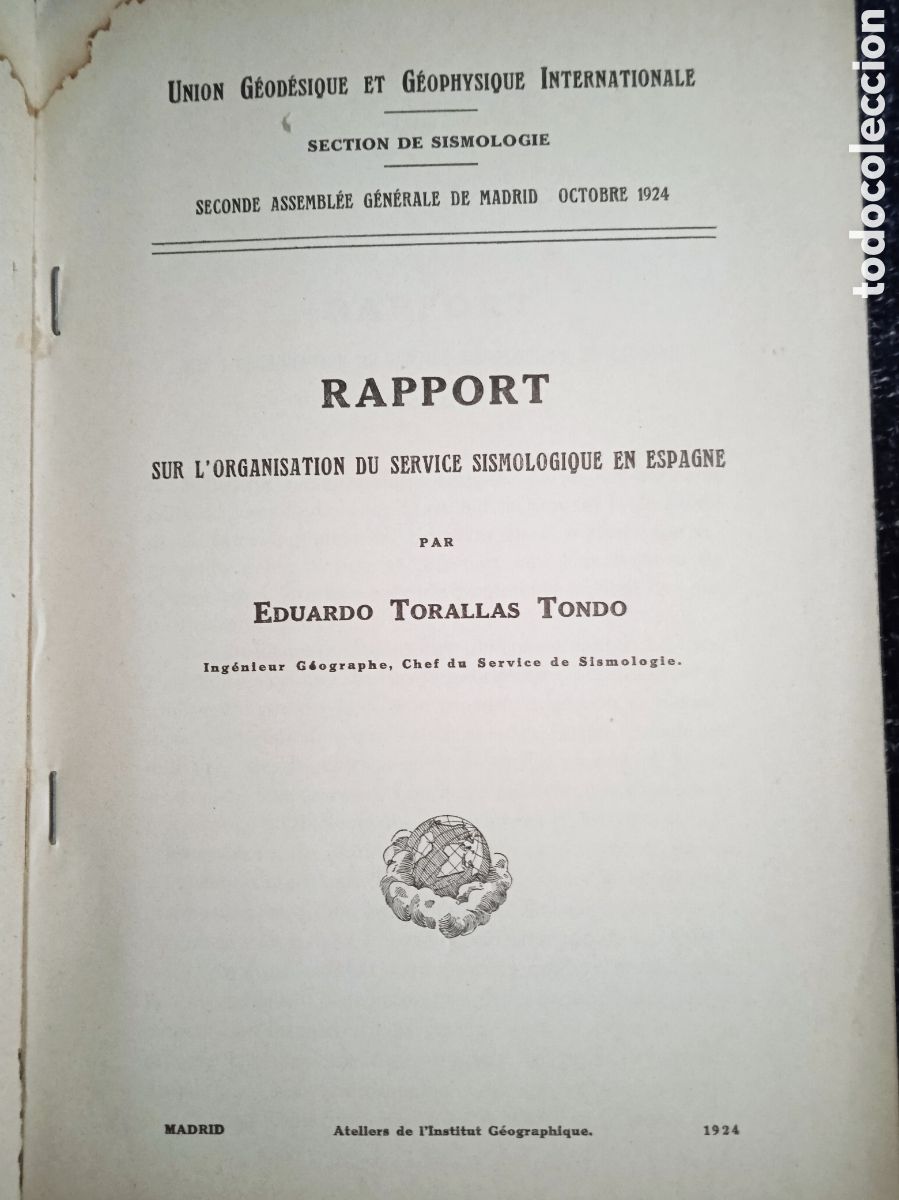 UNION GÉODÉSIQUE ET GÉOPHYSIQUE INTERNATIONALE
SECTION DE SISMOLOGIE
SECONDE ASSEMBLÉE GÉNÉRALE DE MADRID OCTOBRE 1924
RAPPORT
SUR L'ORGANISATION DU SERVICE SISMOLOGIQUE EN ESPAGNE
PAR
EDUARDO TORALLAS TONDO
Ingénieur Géographe, Chef du Service de Sismologie.
MADRID Ateliers de l'Institut Géographique. 1924
todocoleccion